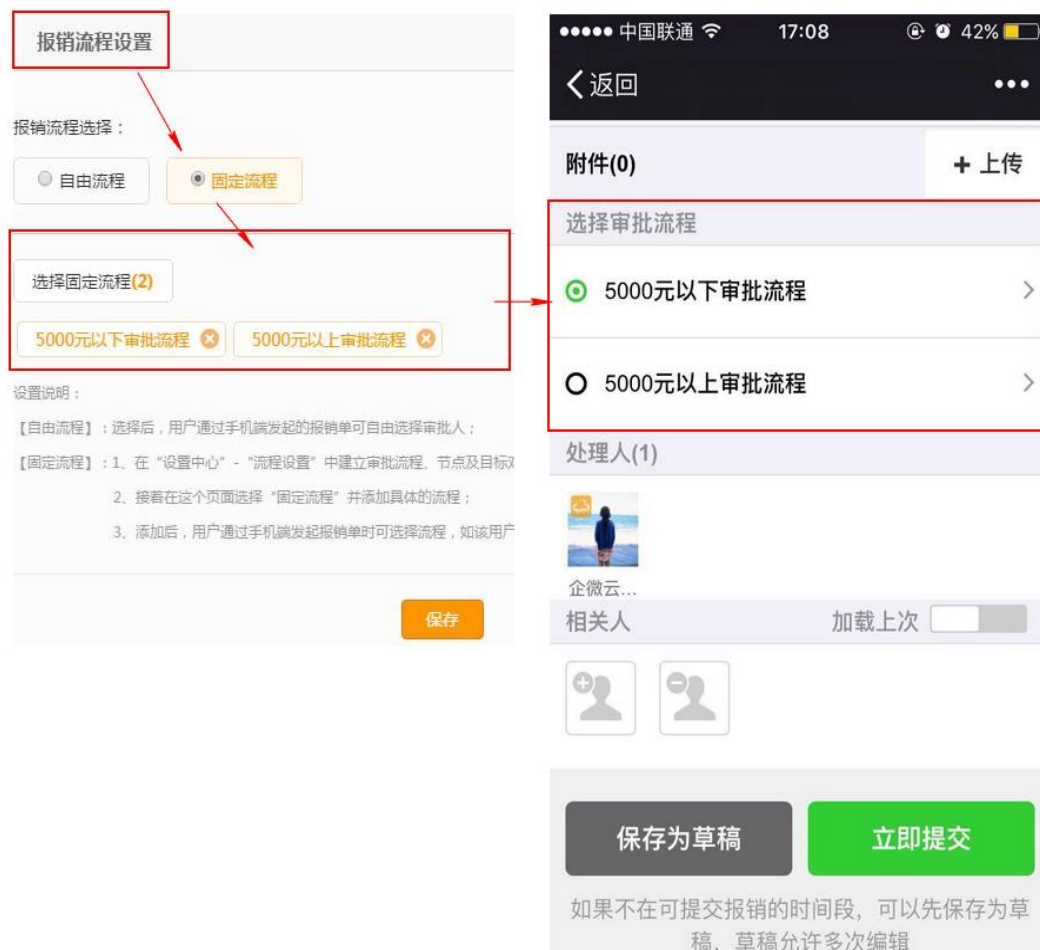 报销流程设置
报销流程选择：
自由流程
固定流程
选择固定流程(2)
5000元以下审批流程
5000元以上审批流程
设置说明：
【自由流程】：选择后，用户通过手机端发起的报销单可自由选择审批人；
【固定流程】：1、在“设置中心”-“流程设置”中建立审批流程、节点及目标
2、接着在这个页面选择“固定流程”并添加具体的流程；
3、添加后，用户通过手机端发起报销单时可选择流程，如该用户
保存
中国联通 17:08 42%
返回
附件(0) + 上传
选择审批流程
5000元以下审批流程
5000元以上审批流程
处理人(1)
企微云...
相关人 加载上次
保存为草稿 立即提交
如果不在可提交报销的时间段，可以先保存为草
稿，草稿允许多次编辑